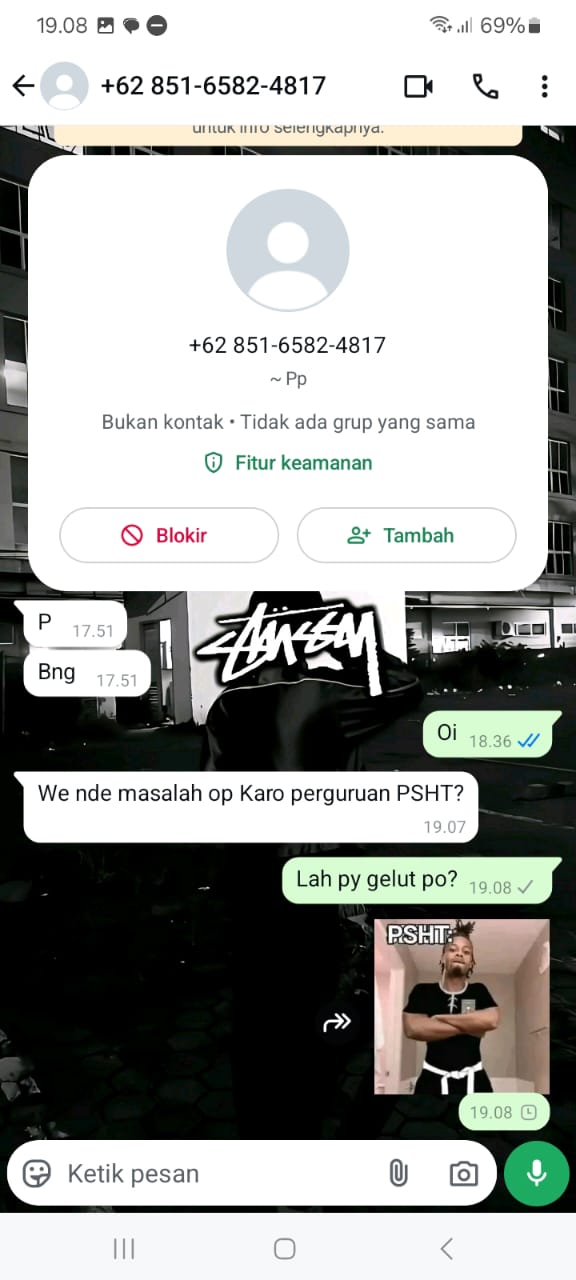 19.08
69%
+62 851-6582-4817
untuk info selengkapnya.
+62 851-6582-4817
~ Pp
Bukan kontak • Tidak ada grup yang sama
Fitur keamanan
Blokir
Tambah
STÜSSY
P 17.51
Bng 17.51
Oi 18.36
We nde masalah op Karo perguruan PSHT?
19.07
Lah py gelut po? 19.08
PSHT:
19.08
Ketik pesan